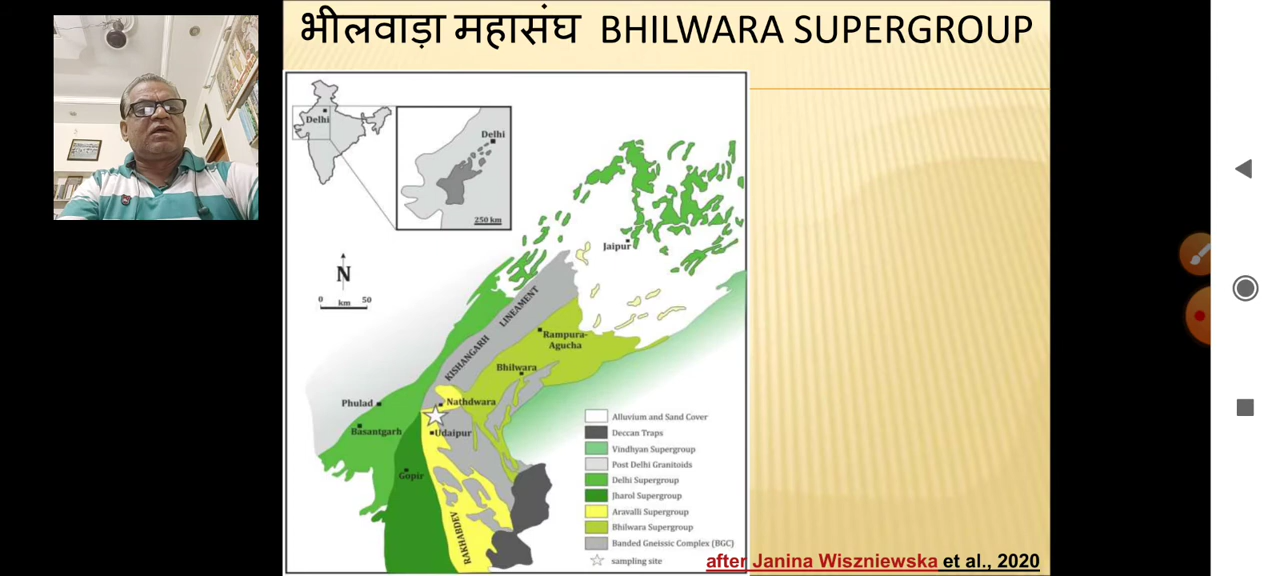 भीलवाड़ा महासंघ BHILWARA SUPERGROUP
Delhi
Delhi
250 km
Jaipur
N
0 km 50
KISHANGARH LINEAMENT
Rampura-
Agucha
Bhilwara
Phulad
Nathdwara
Basantgarh
Udaipur
Gopir
RAKHABDEV
Alluvium and Sand Cover
Deccan Traps
Vindhyan Supergroup
Post Delhi Granitoids
Delhi Supergroup
Jharol Supergroup
Aravalli Supergroup
Bhilwara Supergroup
Banded Gneissic Complex (BGC)
sampling site
after Janina Wiszniewska et al., 2020